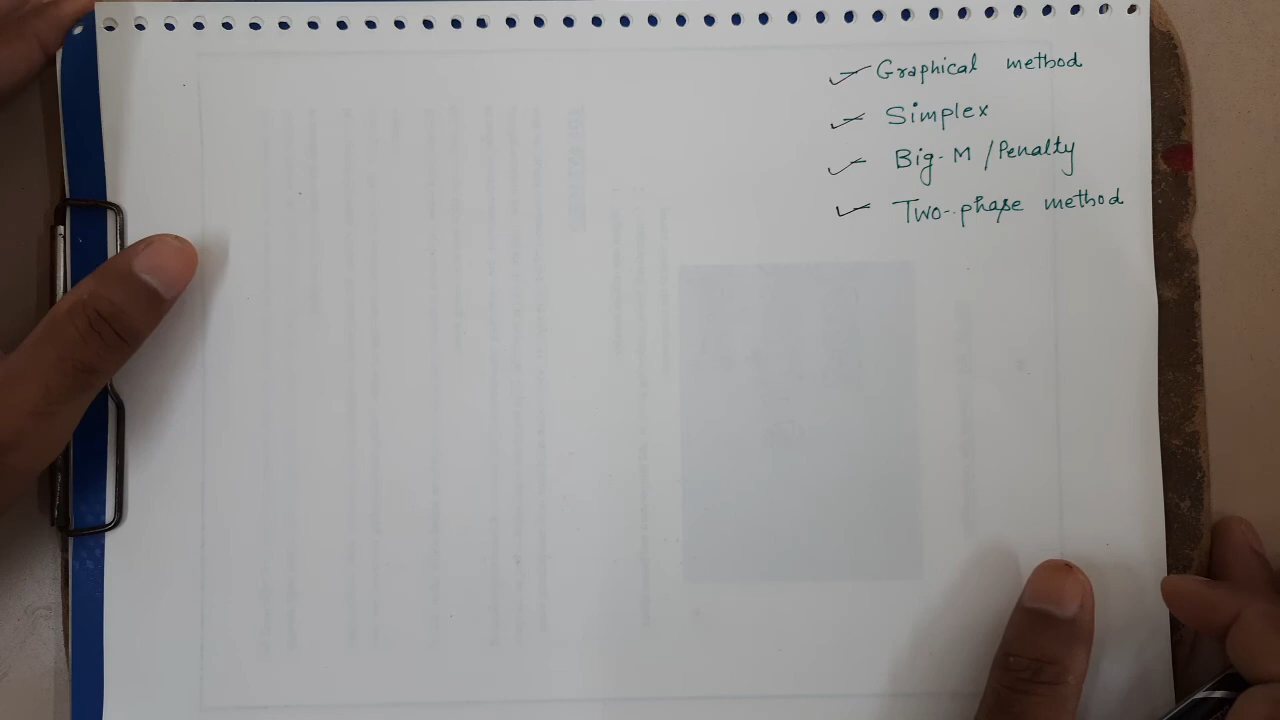 Graphical method
Simplex
Big-M / Penalty
Two-phase method